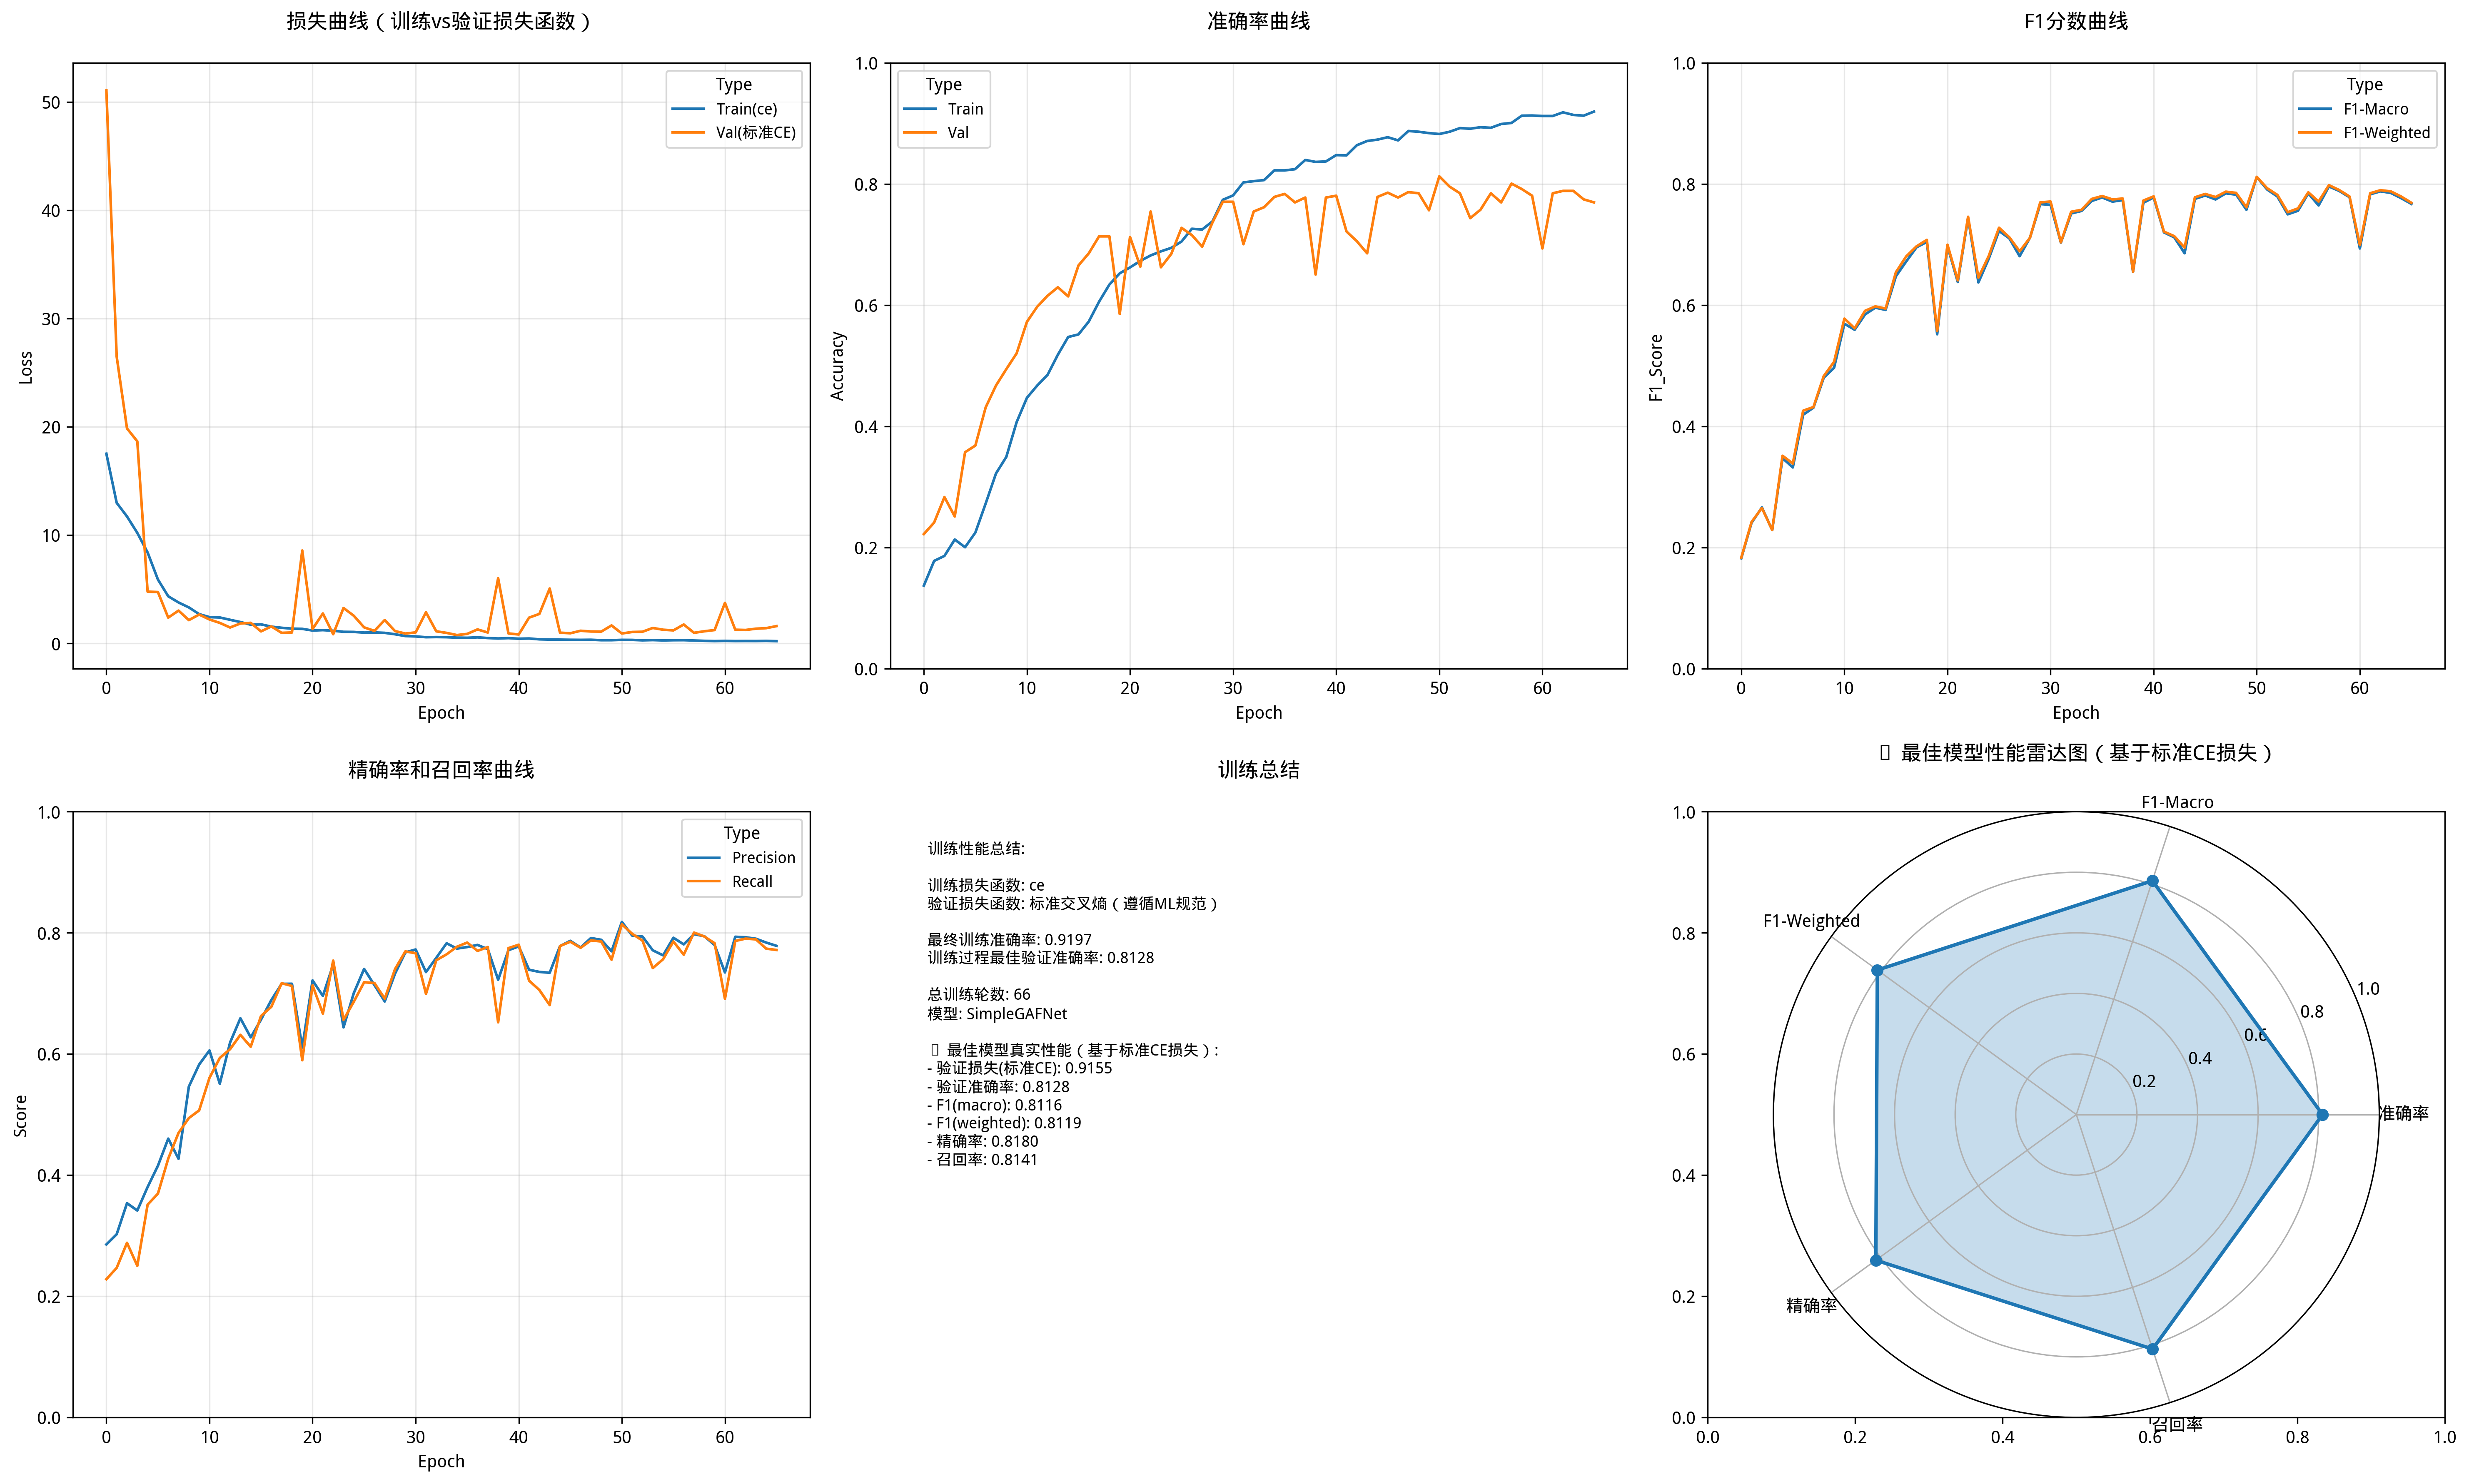 损失曲线（训练vs验证损失函数）
Loss
50
40
30
20
10
0
0 10 20 30 40 50 60
Epoch
Type
Train(ce)
Val(标准CE)
准确率曲线
Accuracy
1.0
0.8
0.6
0.4
0.2
0.0
0 10 20 30 40 50 60
Epoch
Type
Train
Val
F1分数曲线
F1_Score
1.0
0.8
0.6
0.4
0.2
0.0
0 10 20 30 40 50 60
Epoch
Type
F1-Macro
F1-Weighted
精确率和召回率曲线
Score
1.0
0.8
0.6
0.4
0.2
0.0
0 10 20 30 40 50 60
Epoch
Type
Precision
Recall
训练总结
训练性能总结:
训练损失函数: ce
验证损失函数: 标准交叉熵（遵循ML规范）
最终训练准确率: 0.9197
训练过程最佳验证准确率: 0.8128
总训练轮数: 66
模型: SimpleGAFNet
最佳模型真实性能（基于标准CE损失）:
- 验证损失(标准CE): 0.9155
- 验证准确率: 0.8128
- F1(macro): 0.8116
- F1(weighted): 0.8119
- 精确率: 0.8180
- 召回率: 0.8141
最佳模型性能雷达图（基于标准CE损失）
1.0
0.8
0.6
0.4
0.2
0.0
0.0 0.2 0.4 0.6 0.8 1.0
F1-Macro
F1-Weighted
准确率
精确率
召回率
1.0
0.8
0.6
0.4
0.2